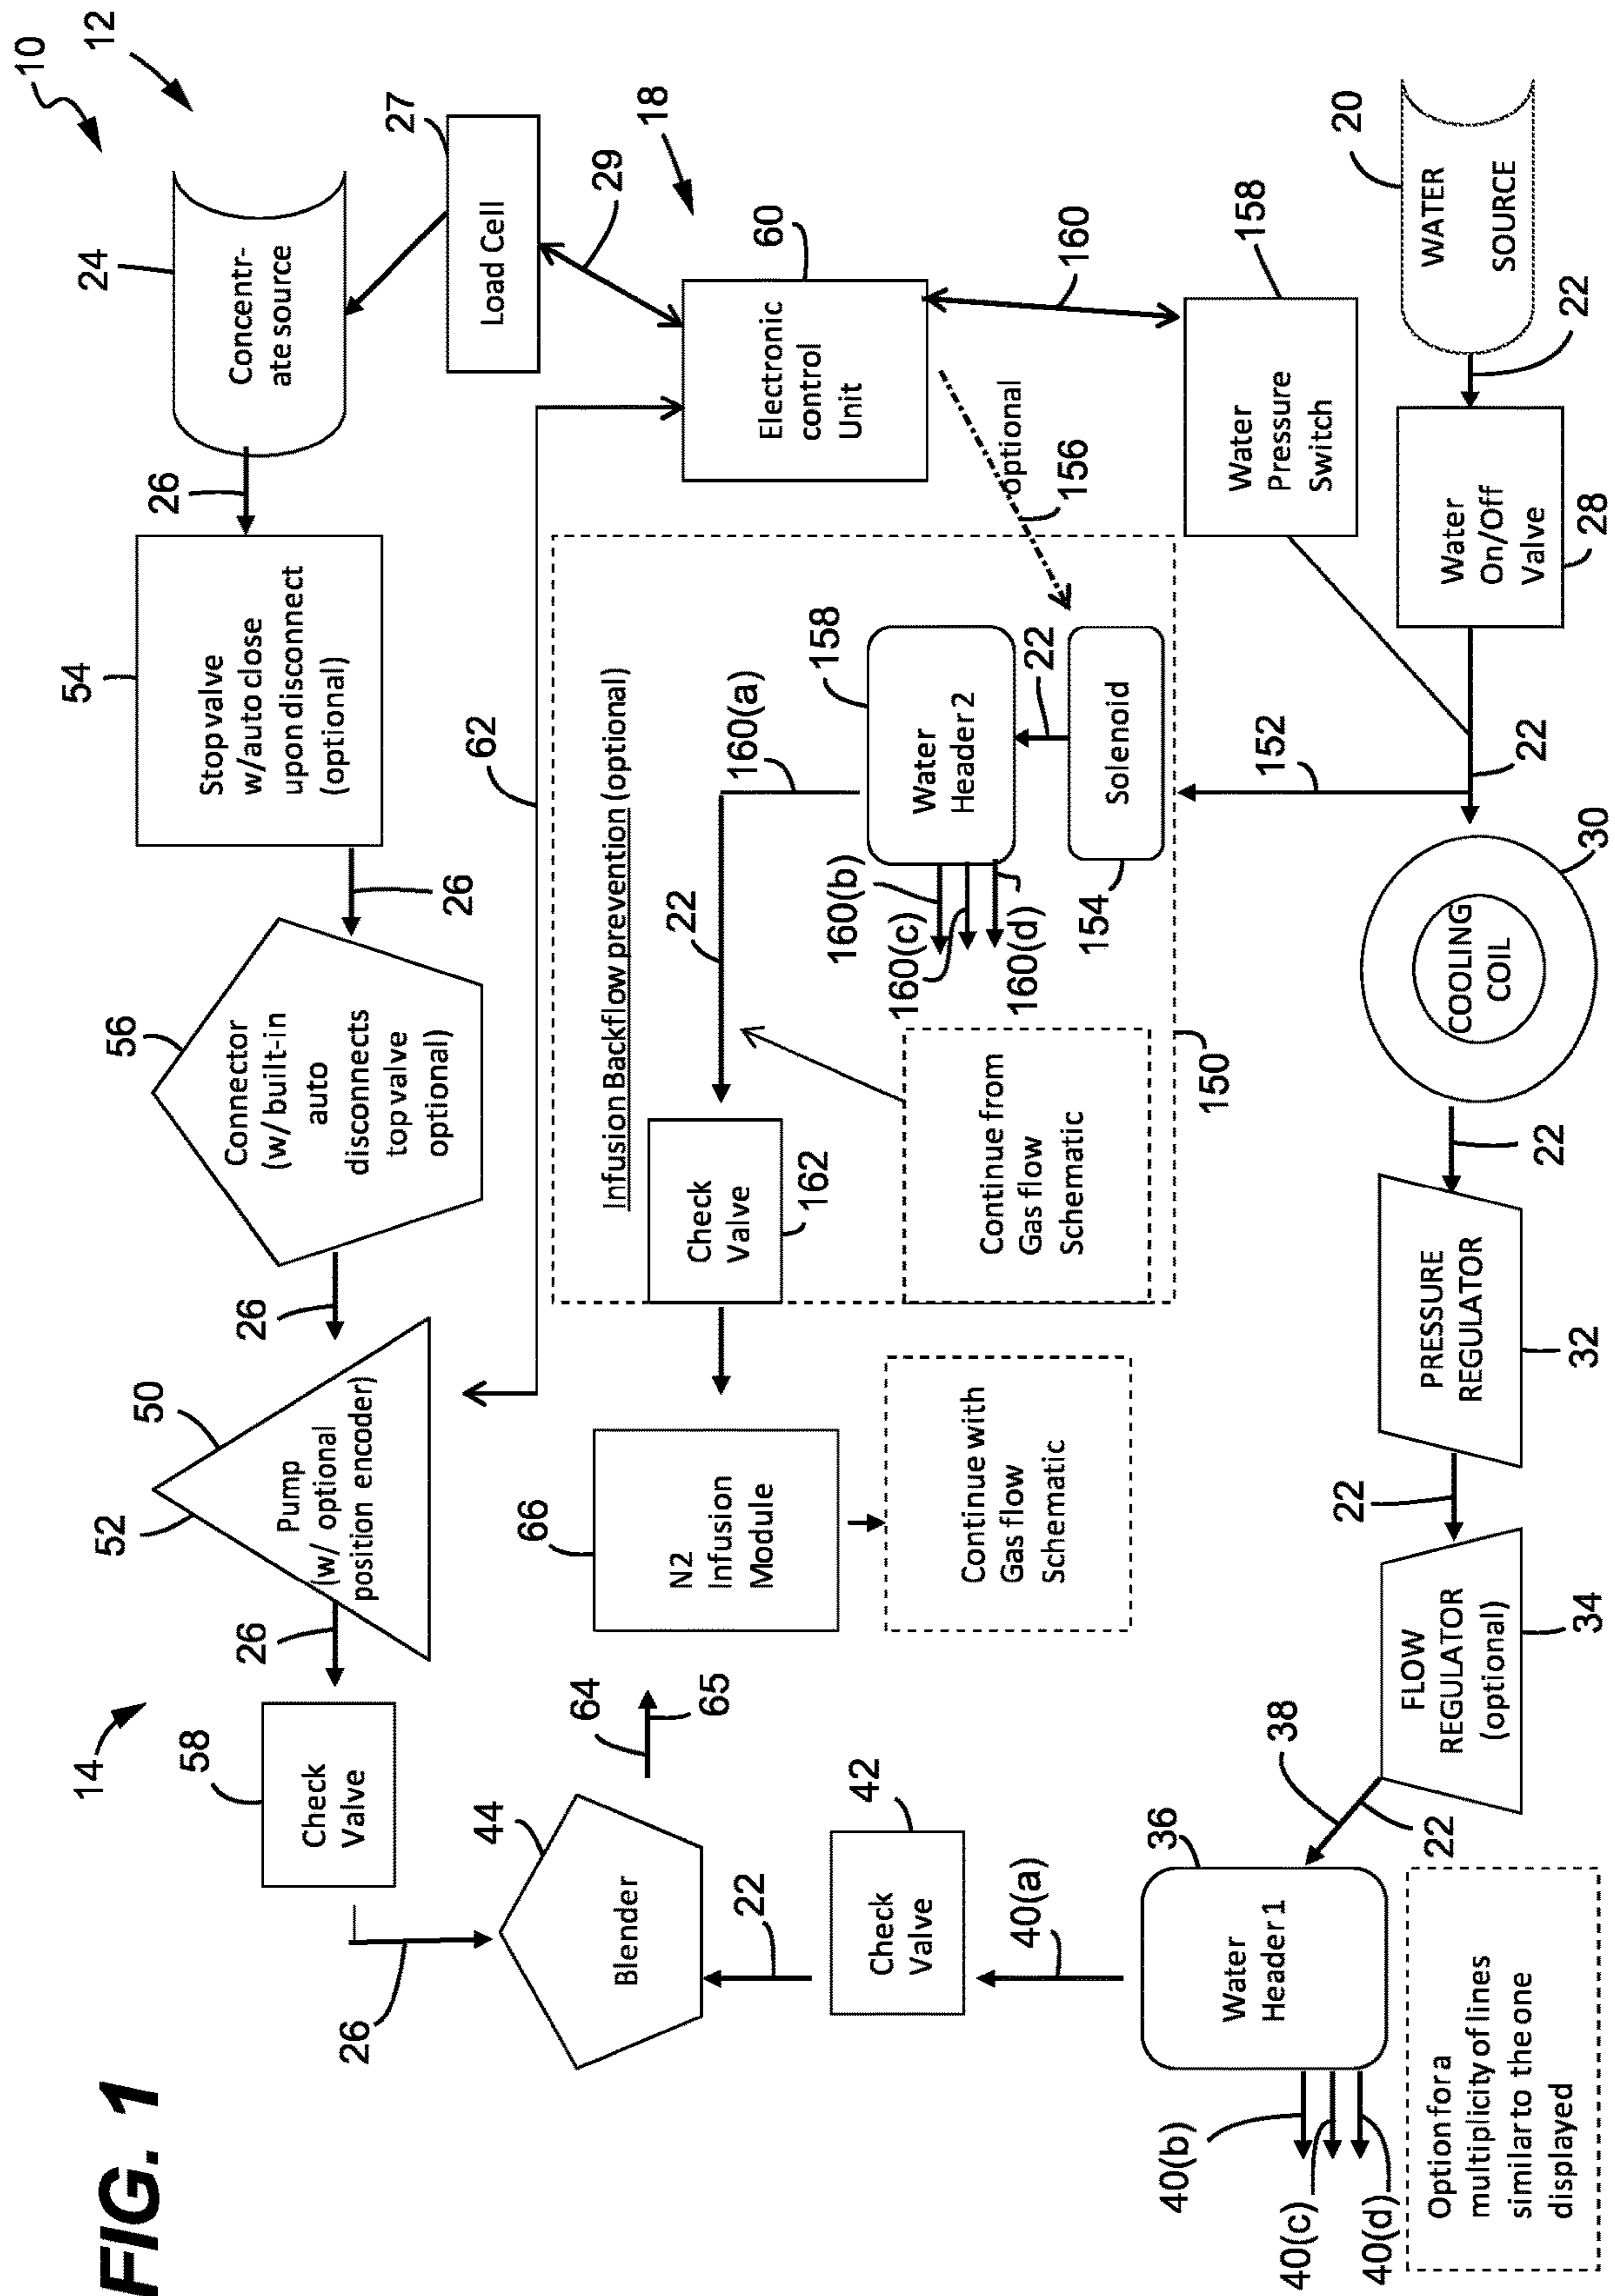 FIG. 1
10
12
14
24
Concentr-
ate source
26
54
Stop valve
w/auto close
upon disconnect
(optional)
26
56
Connector
(w/ built-in
auto
disconnects
top valve
optional)
26
50
52
Pump
(w/ optional
position encoder)
26
58
Check
Valve
26
27
Load Cell
29
18
60
Electronic
control
Unit
62
optional
156
160
158
Water
Pressure
Switch
20
WATER
SOURCE
22
Water
On/Off
Valve
28
22
152
150
Infusion Backflow prevention (optional)
154
Solenoid
22
158
Water
Header 2
160(a)
160(b)
160(c)
160(d)
22
Continue from
Gas flow
Schematic
Check
Valve
162
66
N2
Infusion
Module
Continue with
Gas flow
Schematic
64
65
44
Blender
22
42
Check
Valve
40(a)
36
Water
Header 1
40(b)
40(c)
40(d)
38
22
30
COOLING
COIL
22
PRESSURE
REGULATOR
32
22
FLOW
REGULATOR
(optional)
34
Option for a
multiplicity of lines
similar to the one
displayed